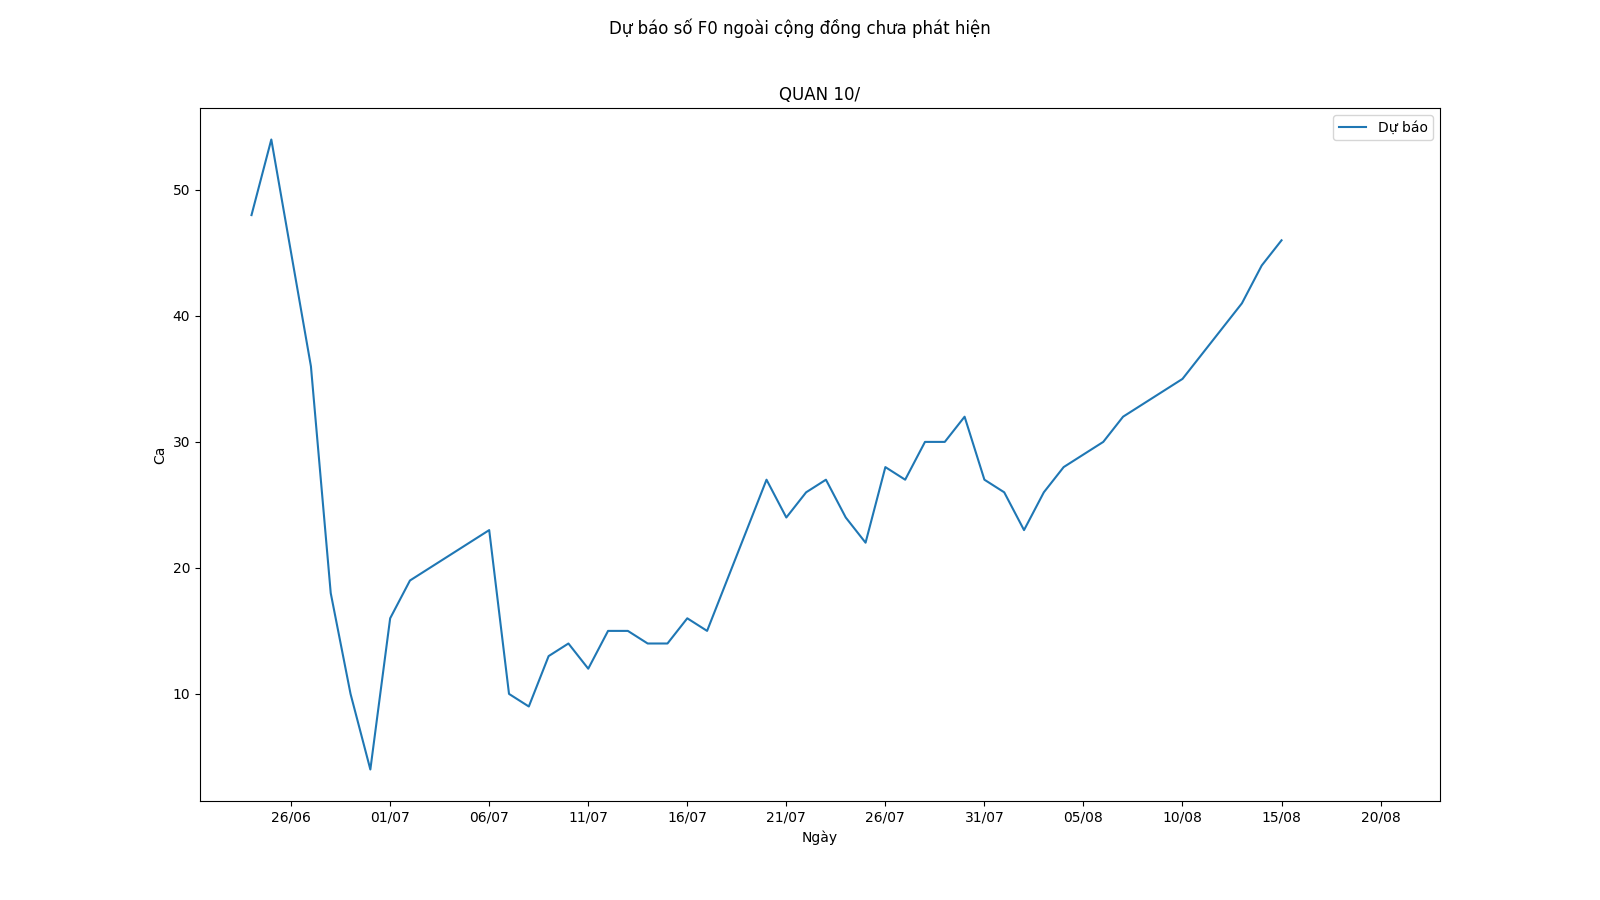 Dự báo số F0 ngoài cộng đồng chưa phát hiện
QUAN 10/
Dự báo
50
40
30
20
10
Ca
26/06 01/07 06/07 11/07 16/07 21/07 26/07 31/07 05/08 10/08 15/08 20/08
Ngày